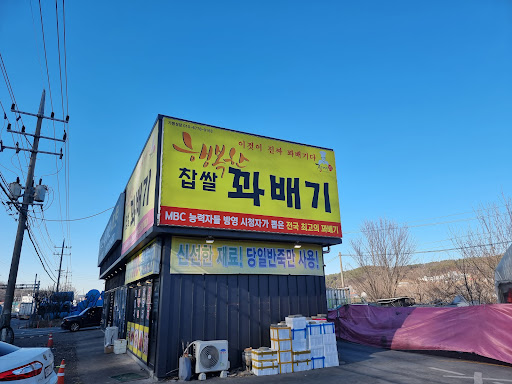 이것이 진짜 꽈배기다
행복한
찹쌀 꽈배기
MBC 능력자들 방영 시청자가 뽑은 전국 최고의 꽈배기
신선한 재료! 당일반죽만 사용!